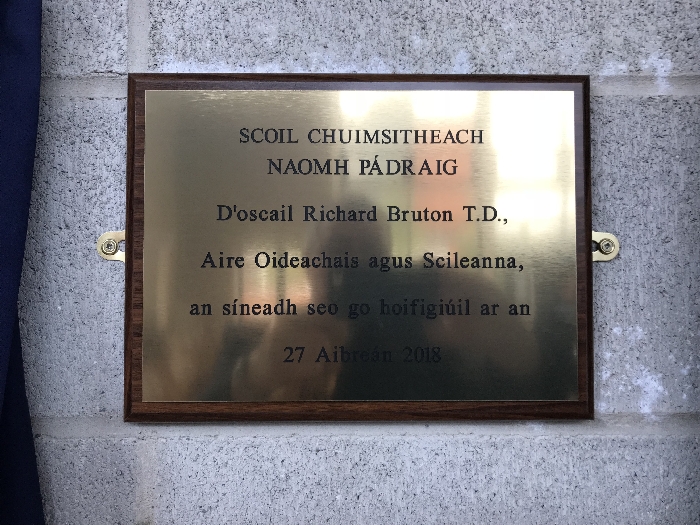 SCOIL CHUIMSITHEACH
NAOMH PÁDRAIG
D'oscail Richard Bruton T.D.,
Aire Oideachais agus Scileanna,
an síneadh seo go hoifigiúil ar an
27 Aibreán 2018